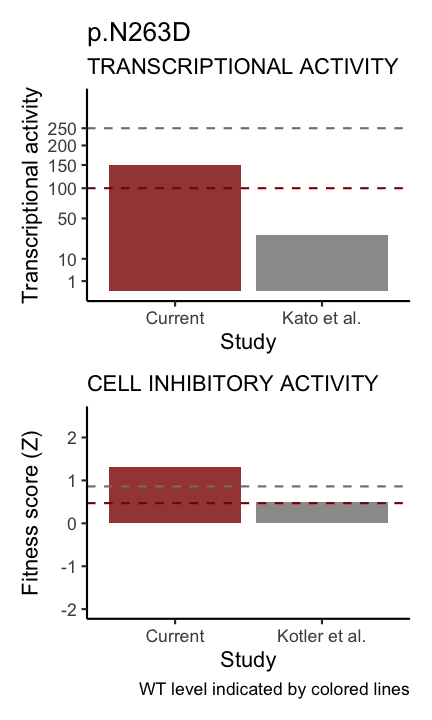 p.N263D
TRANSCRIPTIONAL ACTIVITY
Transcriptional activity
250
200
150
100
50
10
1
Current
Kato et al.
Study
CELL INHIBITORY ACTIVITY
Fitness score (Z)
2
1
0
-1
-2
Current
Kotler et al.
Study
WT level indicated by colored lines